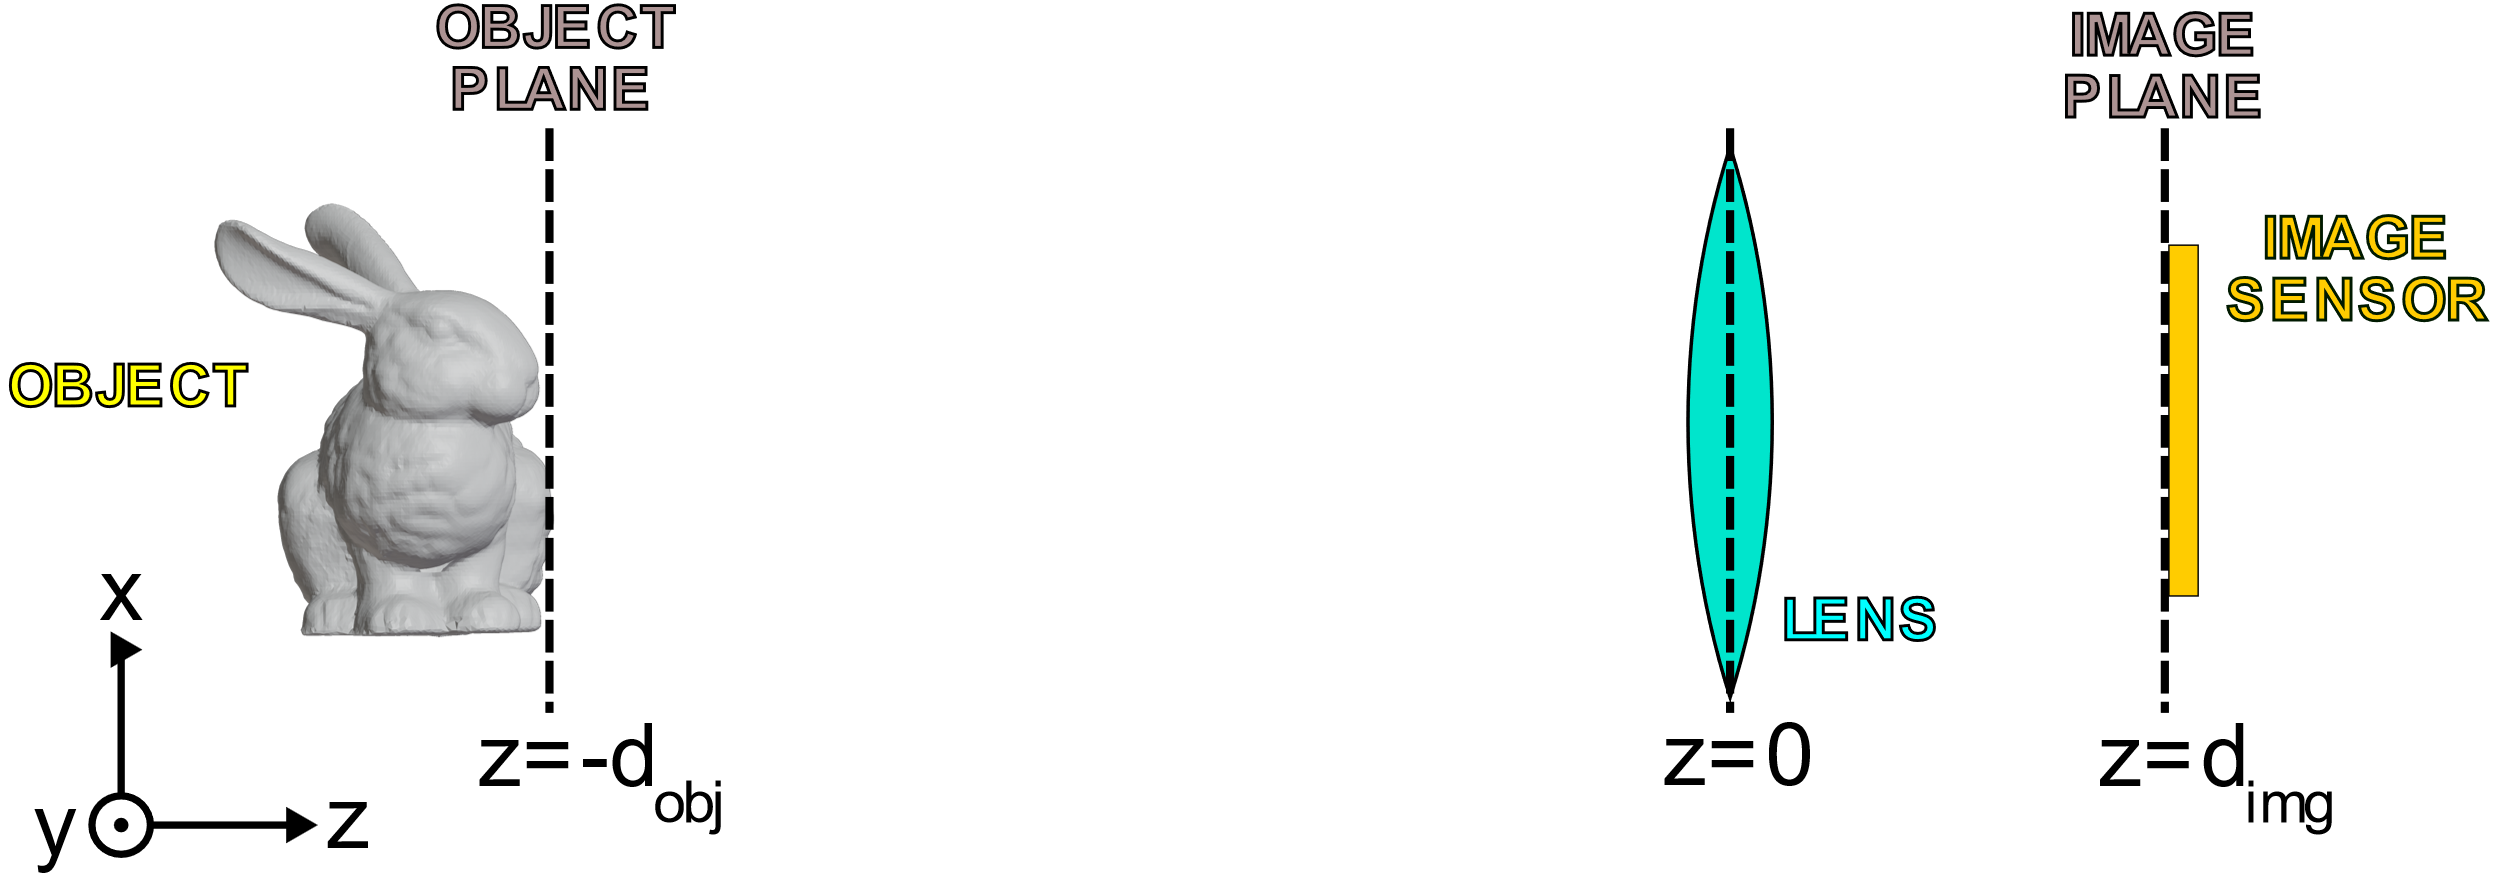 OBJECT
PLANE
IMAGE
PLANE
IMAGE
SENSOR
OBJECT
x
LENS
z=-dobj
z=0
z=dimg
y
z